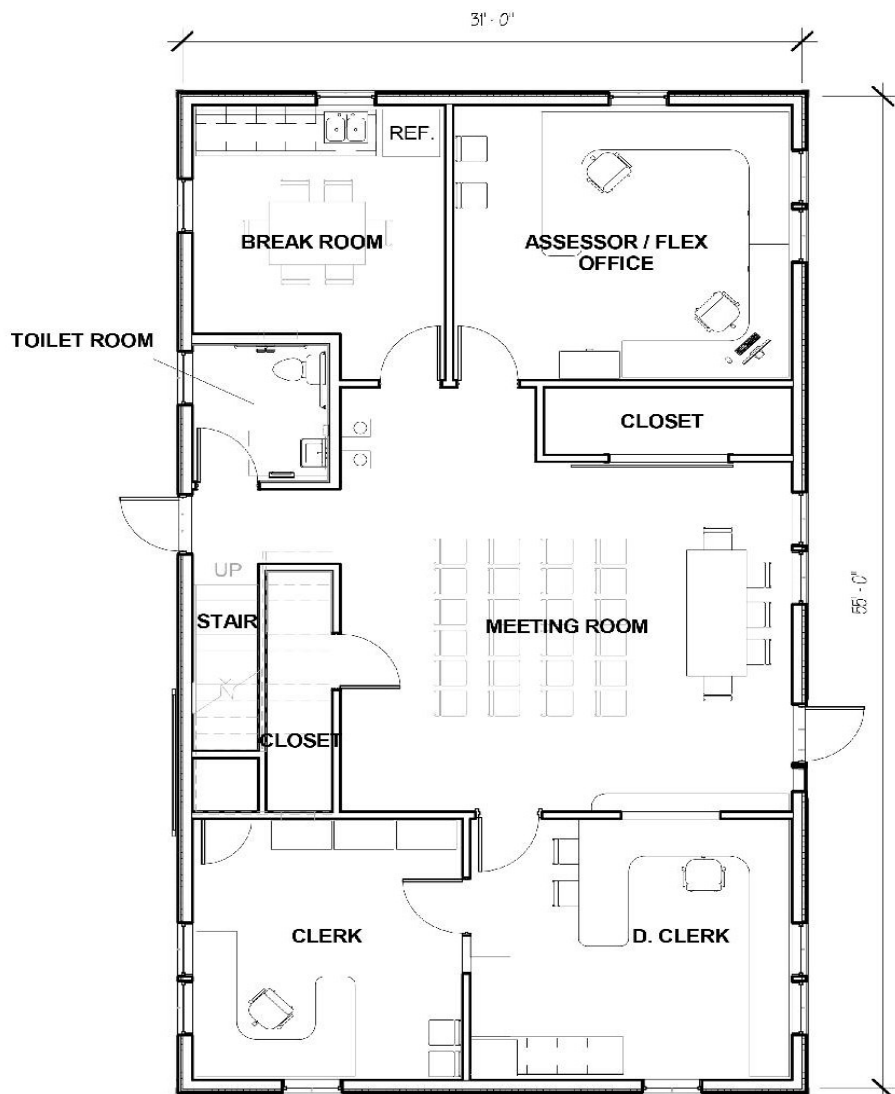 31' - 0"
REF.
BREAK ROOM
ASSESSOR / FLEX
OFFICE
TOILET ROOM
CLOSET
UP
STAIR
MEETING ROOM
55' - 0"
CLOSET
CLERK
D. CLERK